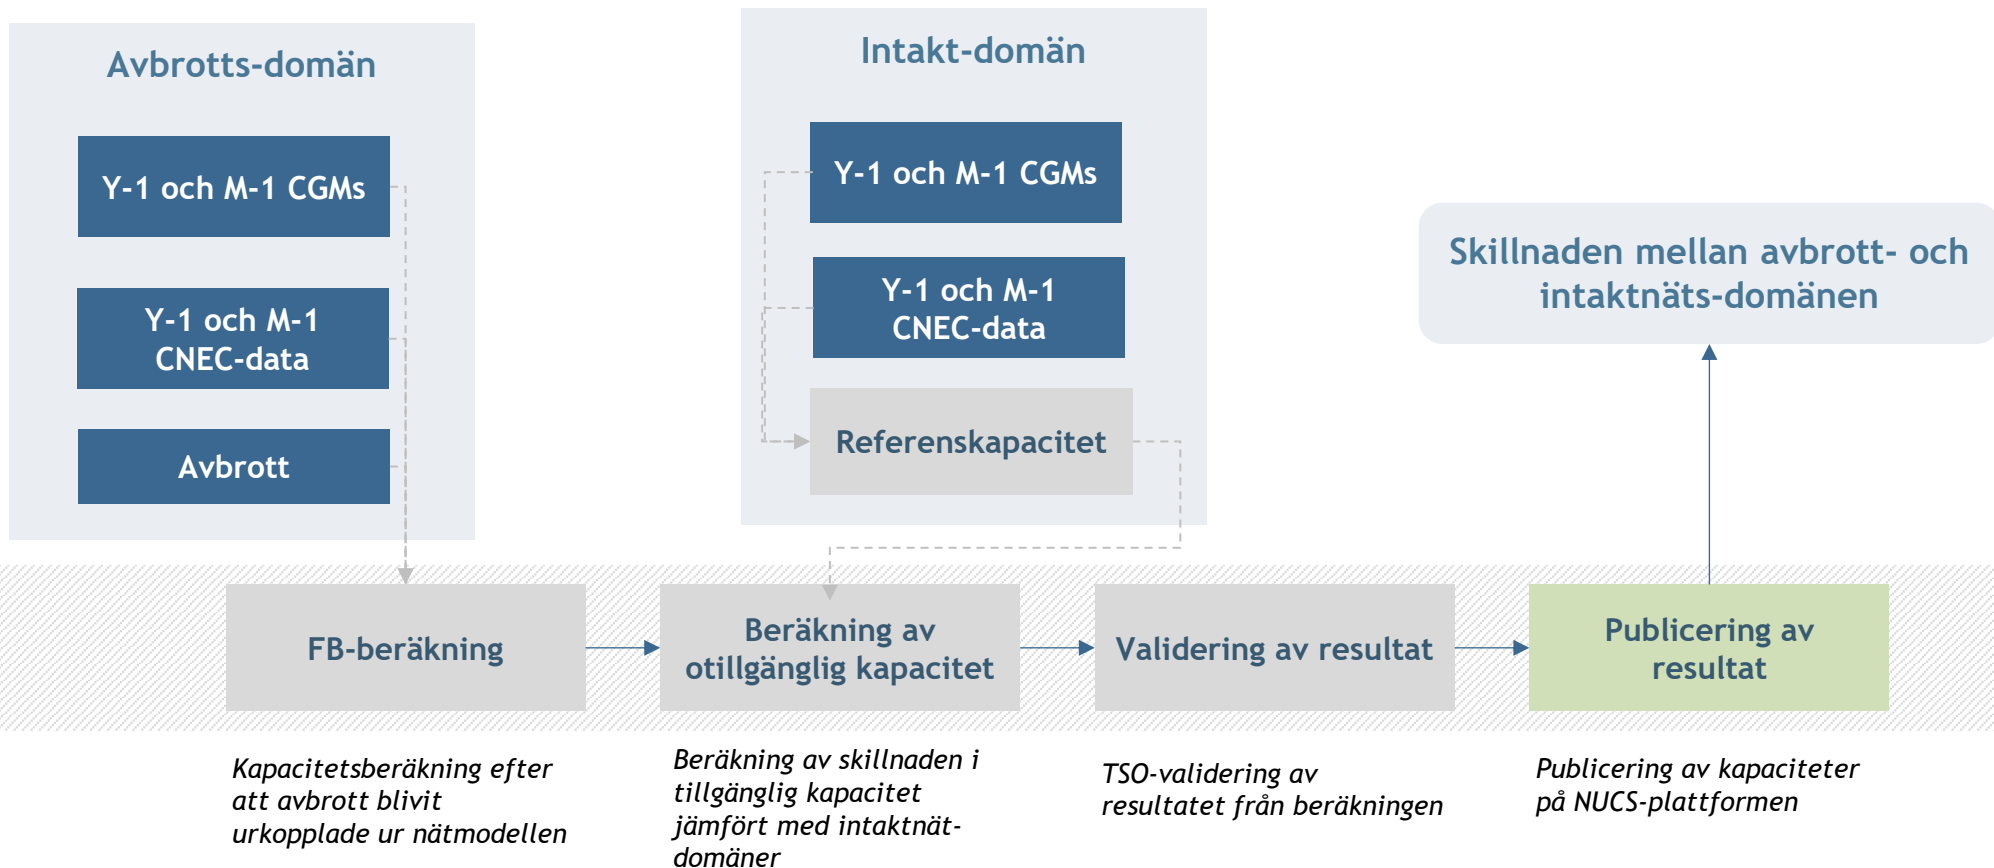 Avbrotts-domän
Y-1 och M-1 CGMs
Y-1 och M-1
CNEC-data
Avbrott
Intakt-domän
Y-1 och M-1 CGMs
Y-1 och M-1
CNEC-data
Referenskapacitet
Skillnaden mellan avbrott- och
intaktnäts-domänen
FB-beräkning
Beräkning av
otillgänglig kapacitet
Validering av resultat
Publicering av
resultat
Kapacitetsberäkning efter
att avbrott blivit
urkopplade ur nätmodellen
Beräkning av skillnaden i
tillgänglig kapacitet
jämfört med intaktnät-
domäner
TSO-validering av
resultatet från beräkningen
Publicering av kapaciteter
på NUCS-plattformen